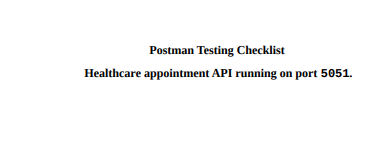 Postman Testing Checklist
Healthcare appointment API running on port 5051.